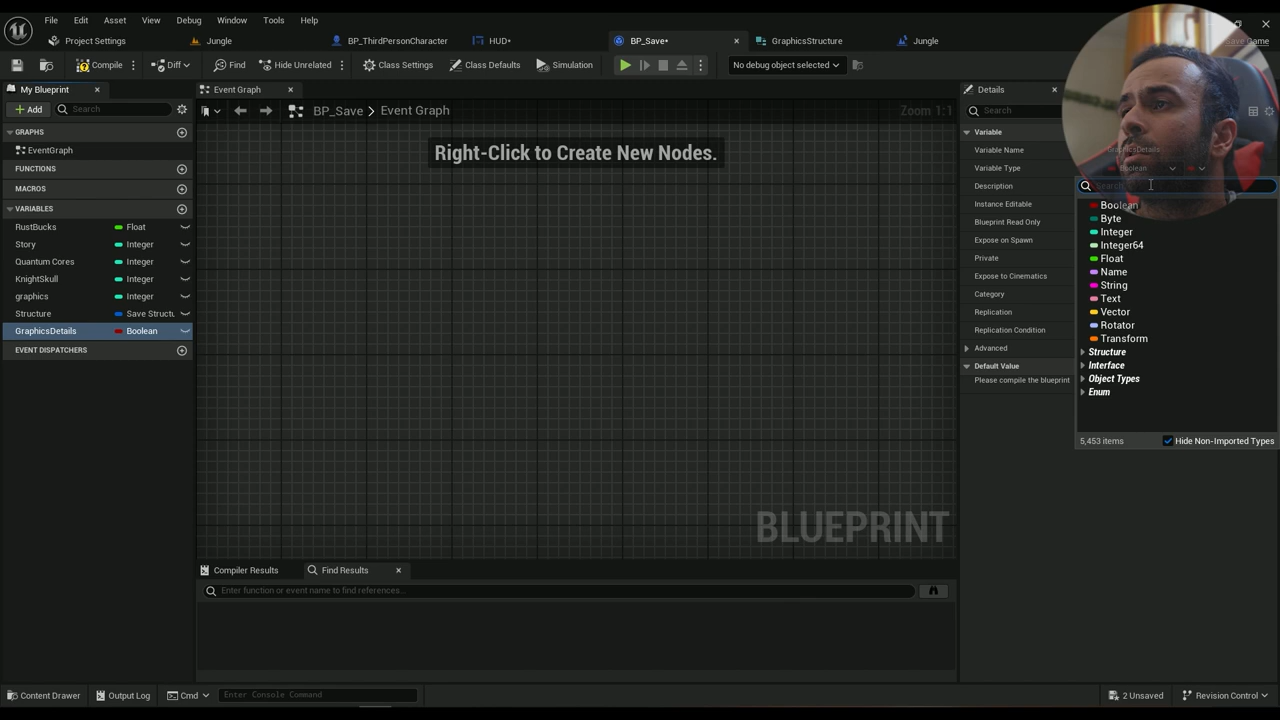 File Edit Asset View Debug Window Tools Help
Project Settings Jungle BP_ThirdPersonCharacter HUD* BP_Save* GraphicsStructure Jungle Save Game
Compile Diff Find Hide Unrelated Class Settings Class Defaults Simulation No debug object selected
My Blueprint
Add Search
GRAPHS
EventGraph
FUNCTIONS
MACROS
VARIABLES
RustBucks Float
Story Integer
Quantum Cores Integer
KnightSkull Integer
graphics Integer
Structure Save Struct
GraphicsDetails Boolean
EVENT DISPATCHERS
Event Graph
BP_Save > Event Graph Zoom 1:1
Right-Click to Create New Nodes.
BLUEPRINT
Compiler Results Find Results
Enter function or event name to find references...
Details
Search
Variable
Variable Name GraphicsDetails
Variable Type Boolean
Description
Instance Editable
Blueprint Read Only
Expose on Spawn
Private
Expose to Cinematics
Category
Replication
Replication Condition
Advanced
Default Value
Please compile the blueprint
Search
Boolean
Byte
Integer
Integer64
Float
Name
String
Text
Vector
Rotator
Transform
Structure
Interface
Object Types
Enum
5,453 items Hide Non-Imported Types
Content Drawer Output Log Cmd Enter Console Command 2 Unsaved Revision Control